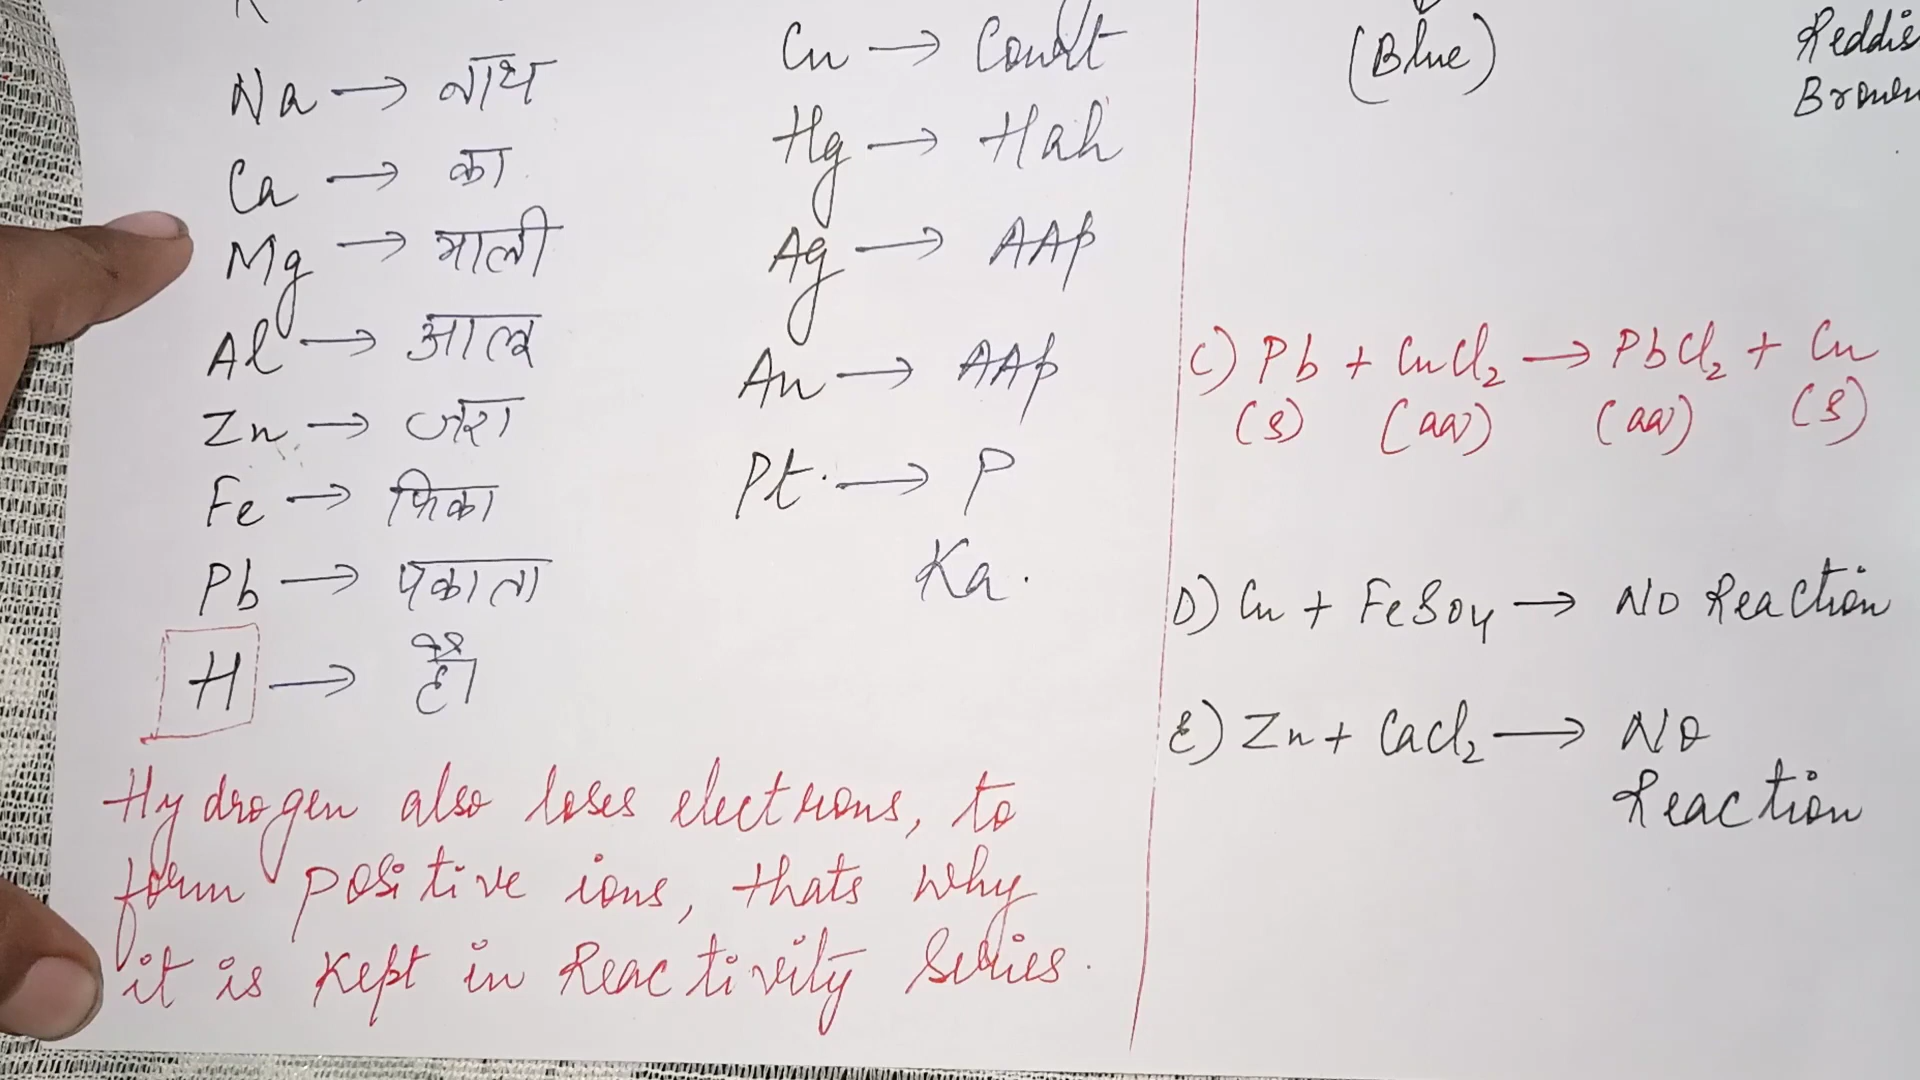 Na → नाथ
Ca → का
Mg → माली
Al → आलू
Zn → जरा
Fe → फिका
Pb → पकाता
H → है।
Hydrogen also loses electrons, to
form positive ions, thats why
it is kept in Reactivity Series.
Cu →
Hg → Hah
Ag → AAp
Au → AAp
Pt. → P
Ka.
(Blue)
Reddis
Brown
C) Pb + CuCl2 → PbCl2 + Cu
(s) (aq) (aq) (s)
D) Cu + FeSO4 → No Reaction
E) Zn + CaCl2 → No
Reaction